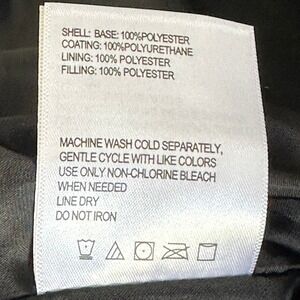 SHELL: BASE: 100%POLYESTER
COATING: 100%POLYURETHANE
LINING: 100% POLYESTER
FILLING: 100% POLYESTER
MACHINE WASH COLD SEPARATELY,
GENTLE CYCLE WITH LIKE COLORS
USE ONLY NON-CHLORINE BLEACH
WHEN NEEDED
LINE DRY
DO NOT IRON